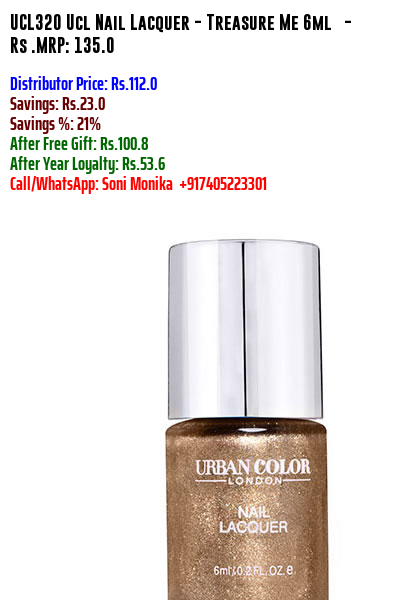 UCL320 Ucl Nail Lacquer - Treasure Me 6ml -
Rs .MRP: 135.0
Distributor Price: Rs.112.0
Savings: Rs.23.0
Savings %: 21%
After Free Gift: Rs.100.8
After Year Loyalty: Rs.53.6
Call/WhatsApp: Soni Monika +917405223301
URBAN COLOR
LONDON
NAIL
LACQUER
6ml/0.2 FL.OZ. ℮